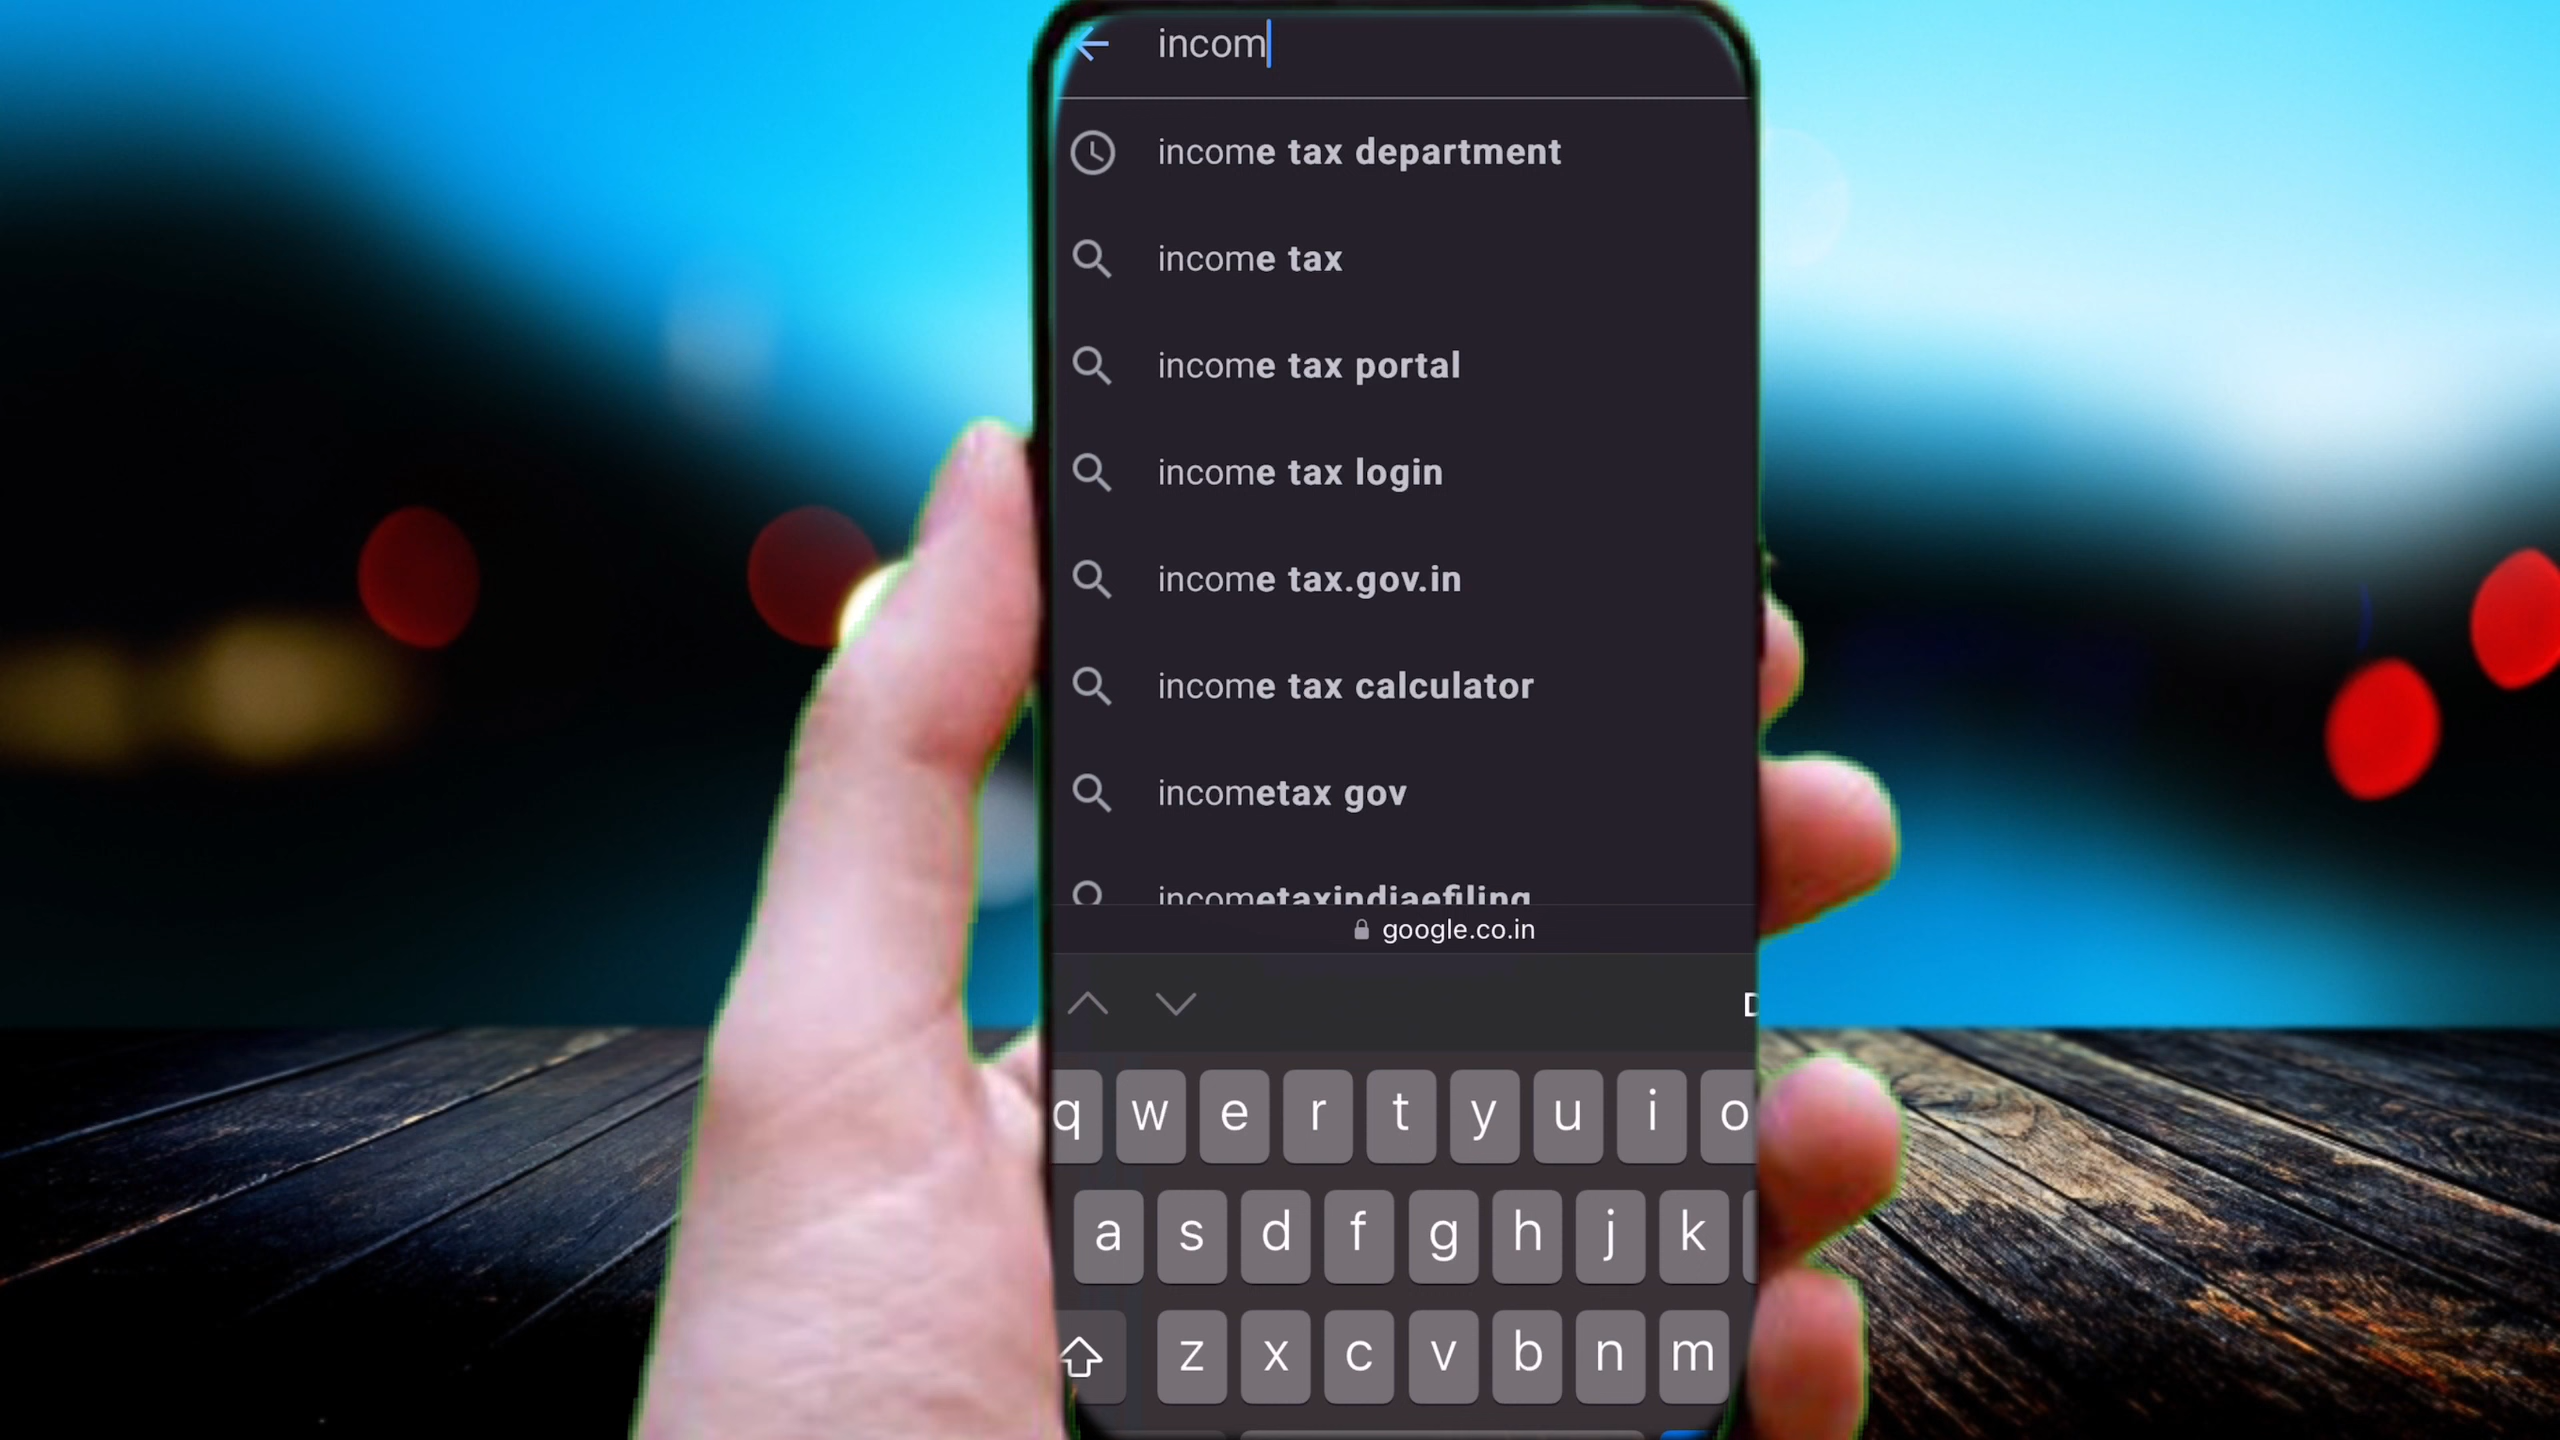 incom
income tax department
income tax
income tax portal
income tax login
income tax.gov.in
income tax calculator
incometax gov
incometaxindiaefiling
google.co.in
D
q w e r t y u i o
a s d f g h j k
z x c v b n m